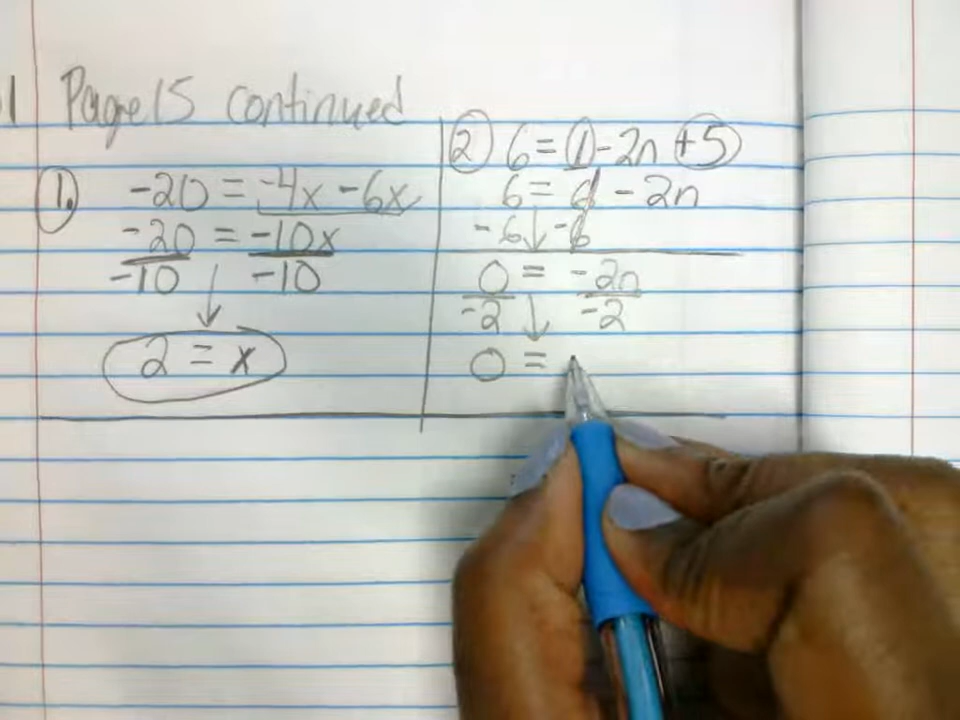 1 Page 15 continued
1. -20 = -4x -6x
-20 = -10x
-10 -10
2 = x
2 6 = 1 - 2n + 5
6 = 6 - 2n
-6 -6
0 = -2n
-2 -2
0 =